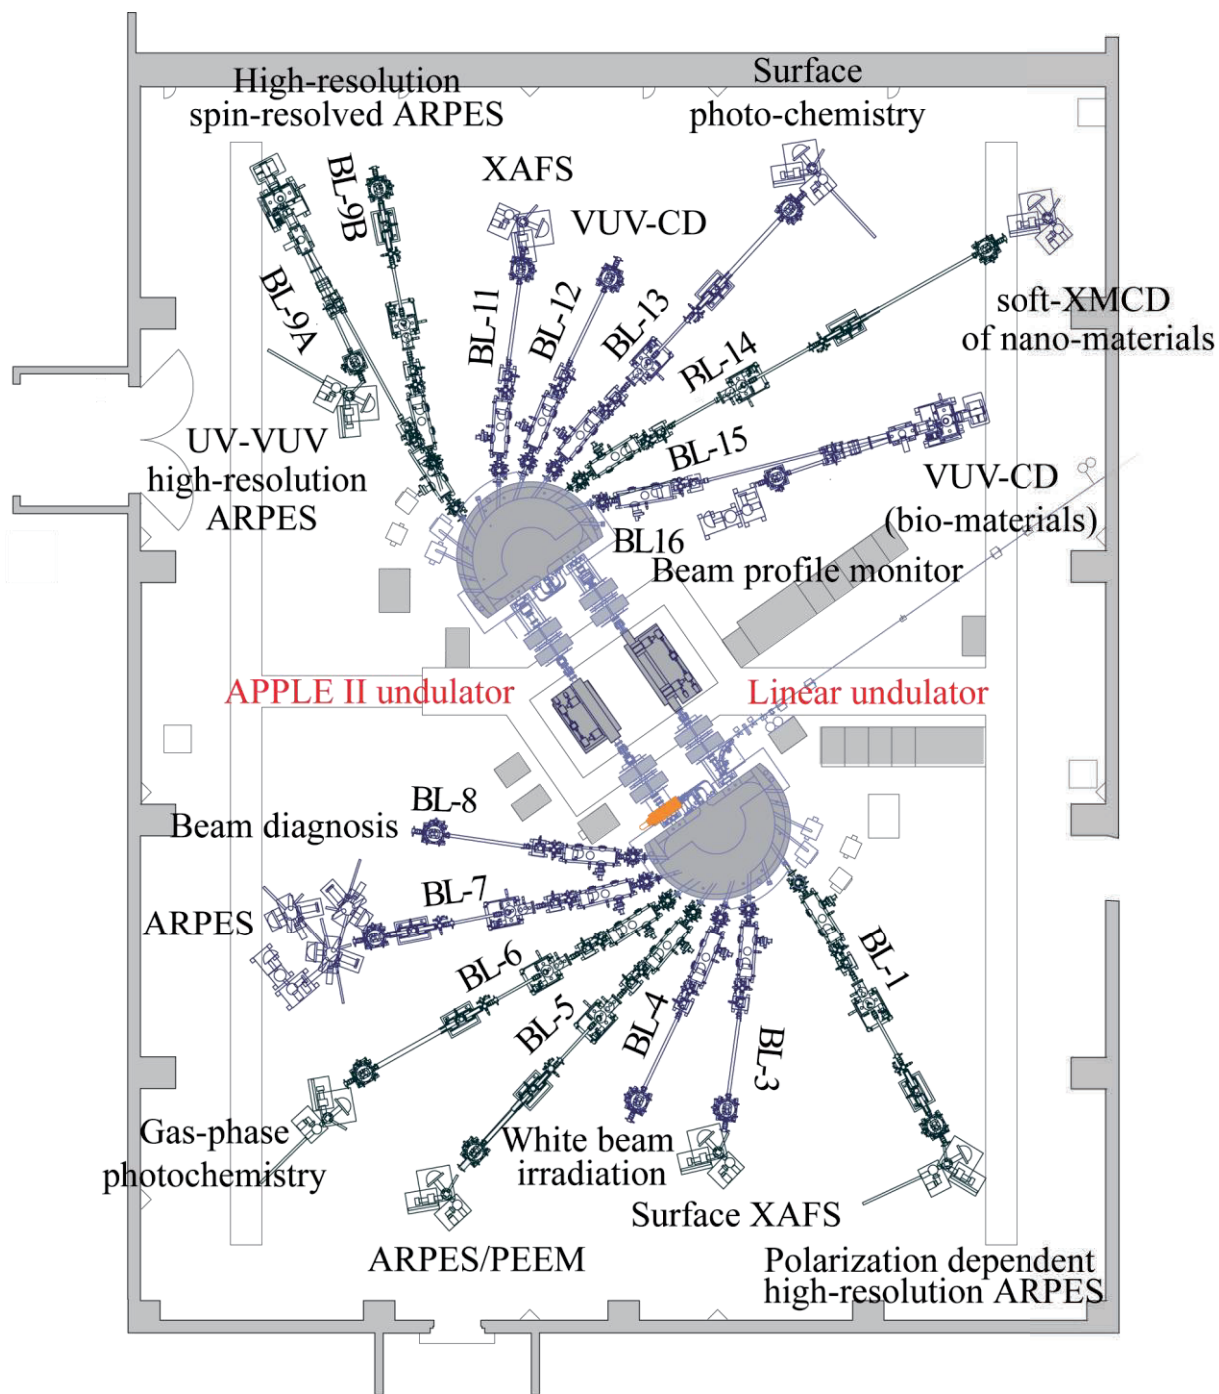 High-resolution
spin-resolved ARPES
Surface
photo-chemistry
BL-9B
XAFS
VUV-CD
BL-9A
BL-11
BL-12
BL-13
BL-14
soft-XMCD
of nano-materials
UV-VUV
high-resolution
ARPES
BL-15
VUV-CD
(bio-materials)
BL16
Beam profile monitor
APPLE II undulator
Linear undulator
BL-8
Beam diagnosis
BL-7
ARPES
BL-6
BL-5
BL-4
BL-3
BL-1
Gas-phase
photochemistry
White beam
irradiation
Surface XAFS
ARPES/PEEM
Polarization dependent
high-resolution ARPES